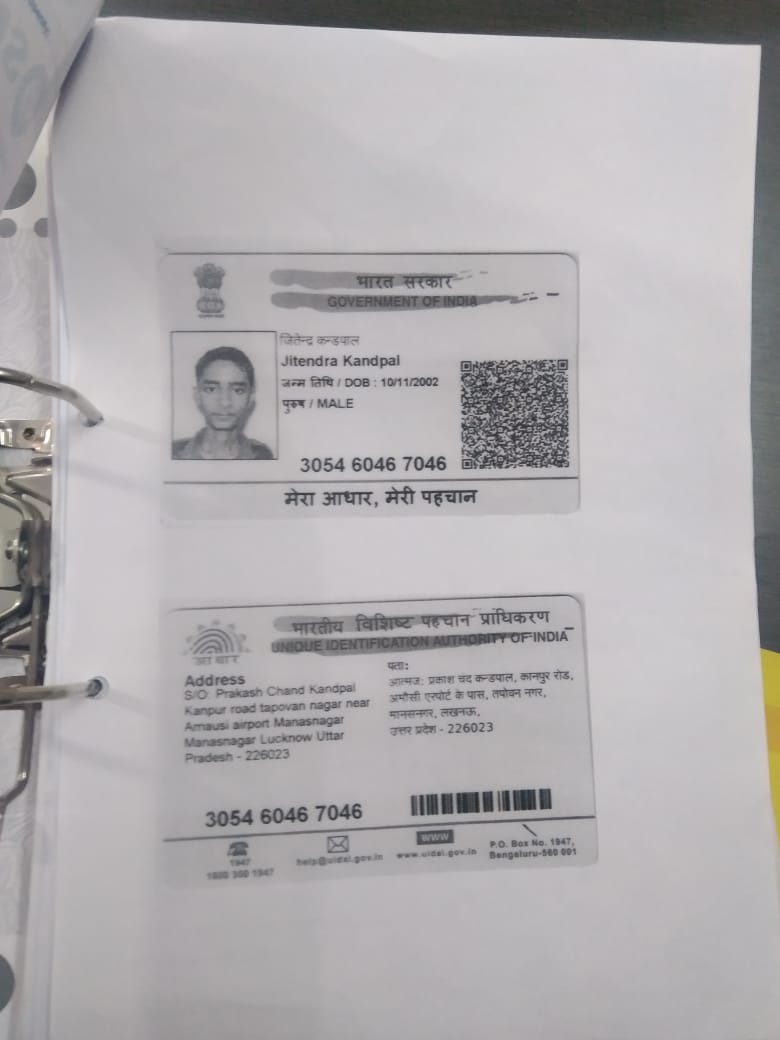 भारत सरकार
GOVERNMENT OF INDIA
जितेन्द्र कन्डपाल
Jitendra Kandpal
जन्म तिथि / DOB : 10/11/2002
पुरुष / MALE
3054 6046 7046
मेरा आधार, मेरी पहचान
भारतीय विशिष्ट पहचान प्राधिकरण
UNIQUE IDENTIFICATION AUTHORITY OF INDIA
आधार
Address
S/O Prakash Chand Kandpal
Kanpur road tapovan nagar near
Amausi airport Manasnagar
Manasnagar Lucknow Uttar
Pradesh - 226023
पता:
आत्मज: प्रकाश चंद कन्डपाल, कानपुर रोड,
अमौसी एरपोर्ट के पास, तपोवन नगर,
मानसनगर, लखनऊ,
उत्तर प्रदेश - 226023
3054 6046 7046
1947
1800 300 1947
help@uidai.gov.in
WWW
www.uidai.gov.in
P.O. Box No. 1947,
Bengaluru-560 001